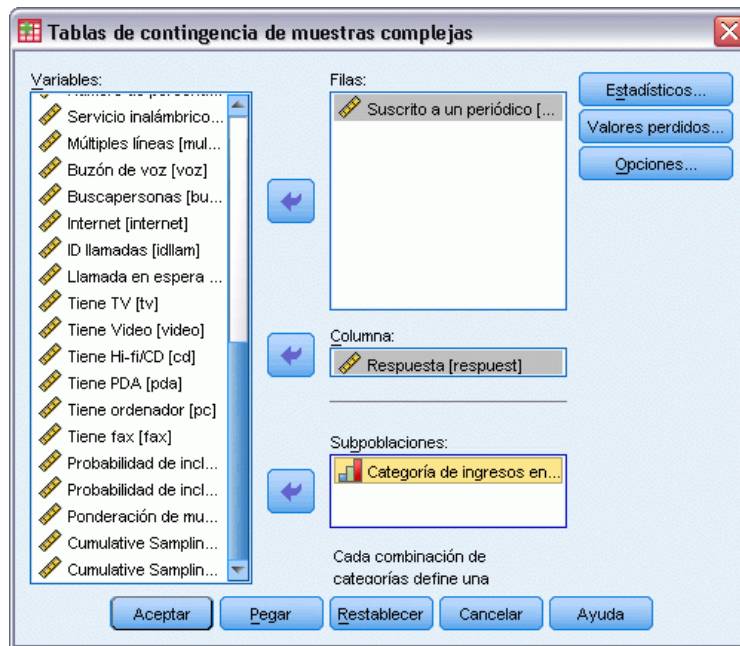 Tablas de contingencia de muestras complejas
Variables:
Servicio inalámbrico...
Múltiples líneas [mul...
Buzón de voz [voz]
Buscapersonas [bu...
Internet [internet]
ID llamadas [idllam]
Llamada en espera ...
Tiene TV [tv]
Tiene Video [video]
Tiene Hi-fi/CD [cd]
Tiene PDA [pda]
Tiene ordenador [pc]
Tiene fax [fax]
Probabilidad de incl...
Probabilidad de incl...
Ponderación de mu...
Cumulative Samplin...
Cumulative Samplin...
Filas:
Suscrito a un periódico [...
Columna:
Respuesta [respuest]
Subpoblaciones:
Categoría de ingresos en...
Cada combinación de
categorías define una
Estadísticos...
Valores perdidos...
Opciones...
Aceptar
Pegar
Restablecer
Cancelar
Ayuda